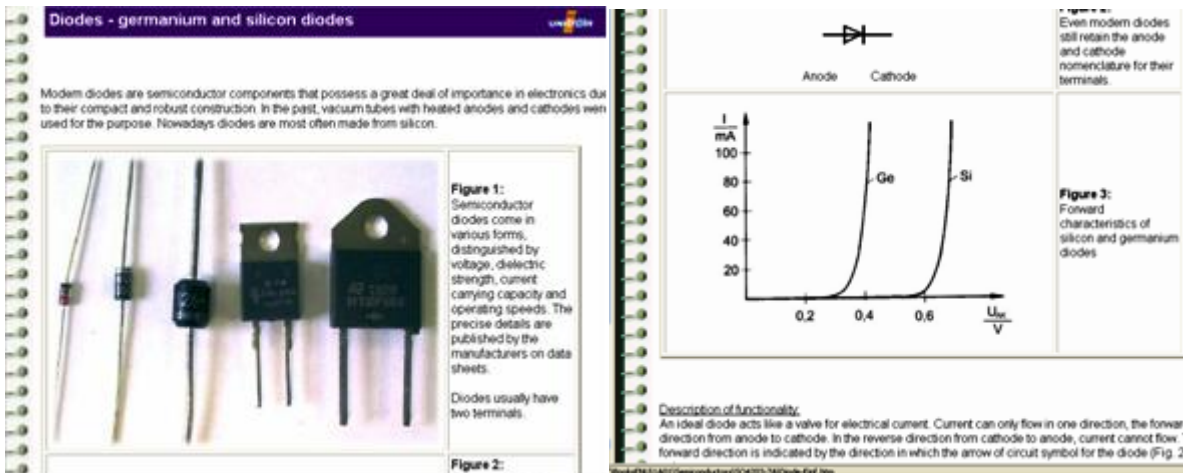 Diodes - germanium and silicon diodes
Modern diodes are semiconductor components that possess a great deal of importance in electronics due
to their compact and robust construction. In the past, vacuum tubes with heated anodes and cathodes were
used for the purpose. Nowadays diodes are most often made from silicon.
Figure 1:
Semiconductor
diodes come in
various forms,
distinguished by
voltage, dielectric
strength, current
carrying capacity and
operating speeds. The
precise details are
published by the
manufacturers on data
sheets.
Diodes usually have
two terminals.
Figure 2:
Figure 2:
Even modern diodes
still retain the anode
and cathode
nomenclature for their
terminals.
Anode Cathode
I
mA
100
80
60
40
20
Ge
Si
0,2 0,4 0,6
V
Figure 3:
Forward
characteristics of
silicon and germanium
diodes
Description of functionality:
An ideal diode acts like a valve for electrical current. Current can only flow in one direction, the forwar
direction from anode to cathode. In the reverse direction from cathode to anode, current cannot flow.
forward direction is indicated by the direction in which the arrow of circuit symbol for the diode (Fig. 2